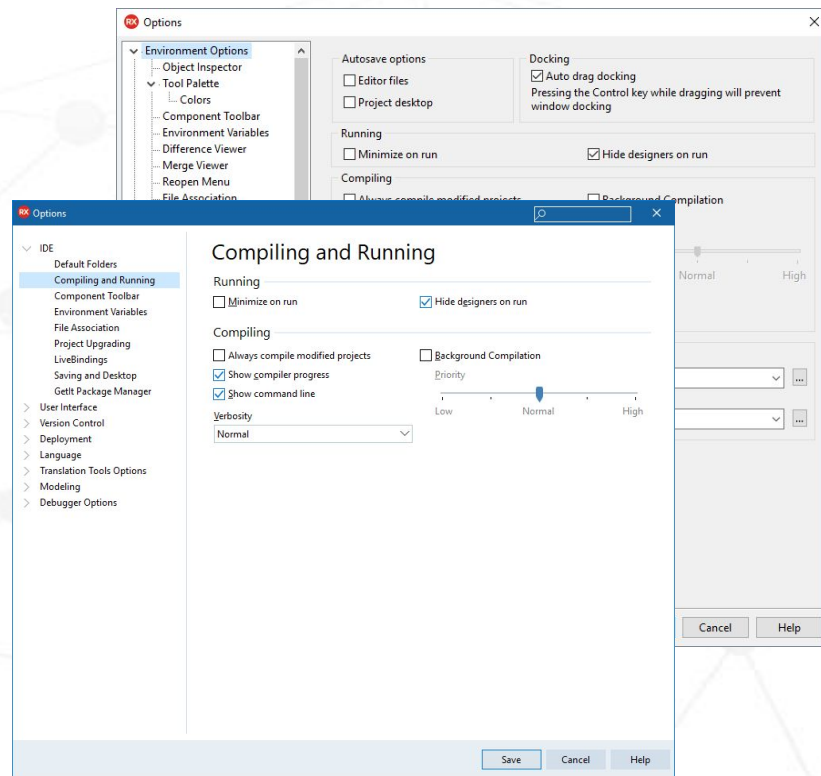 RX Options
Environment Options
Object Inspector
Tool Palette
Colors
Component Toolbar
Environment Variables
Difference Viewer
Merge Viewer
Reopen Menu
File Association
Autosave options
Editor files
Project desktop
Docking
Auto drag docking
Pressing the Control key while dragging will prevent
window docking
Running
Minimize on run
Hide designers on run
Compiling
Always compile modified projects
Background Compilation
Normal
High
...
...
Cancel
Help
RX Options
IDE
Default Folders
Compiling and Running
Component Toolbar
Environment Variables
File Association
Project Upgrading
LiveBindings
Saving and Desktop
GetIt Package Manager
User Interface
Version Control
Deployment
Language
Translation Tools Options
Modeling
Debugger Options
Compiling and Running
Running
Minimize on run
Hide designers on run
Compiling
Always compile modified projects
Background Compilation
Show compiler progress
Priority
Show command line
Low
Normal
High
Verbosity
Normal
Save
Cancel
Help